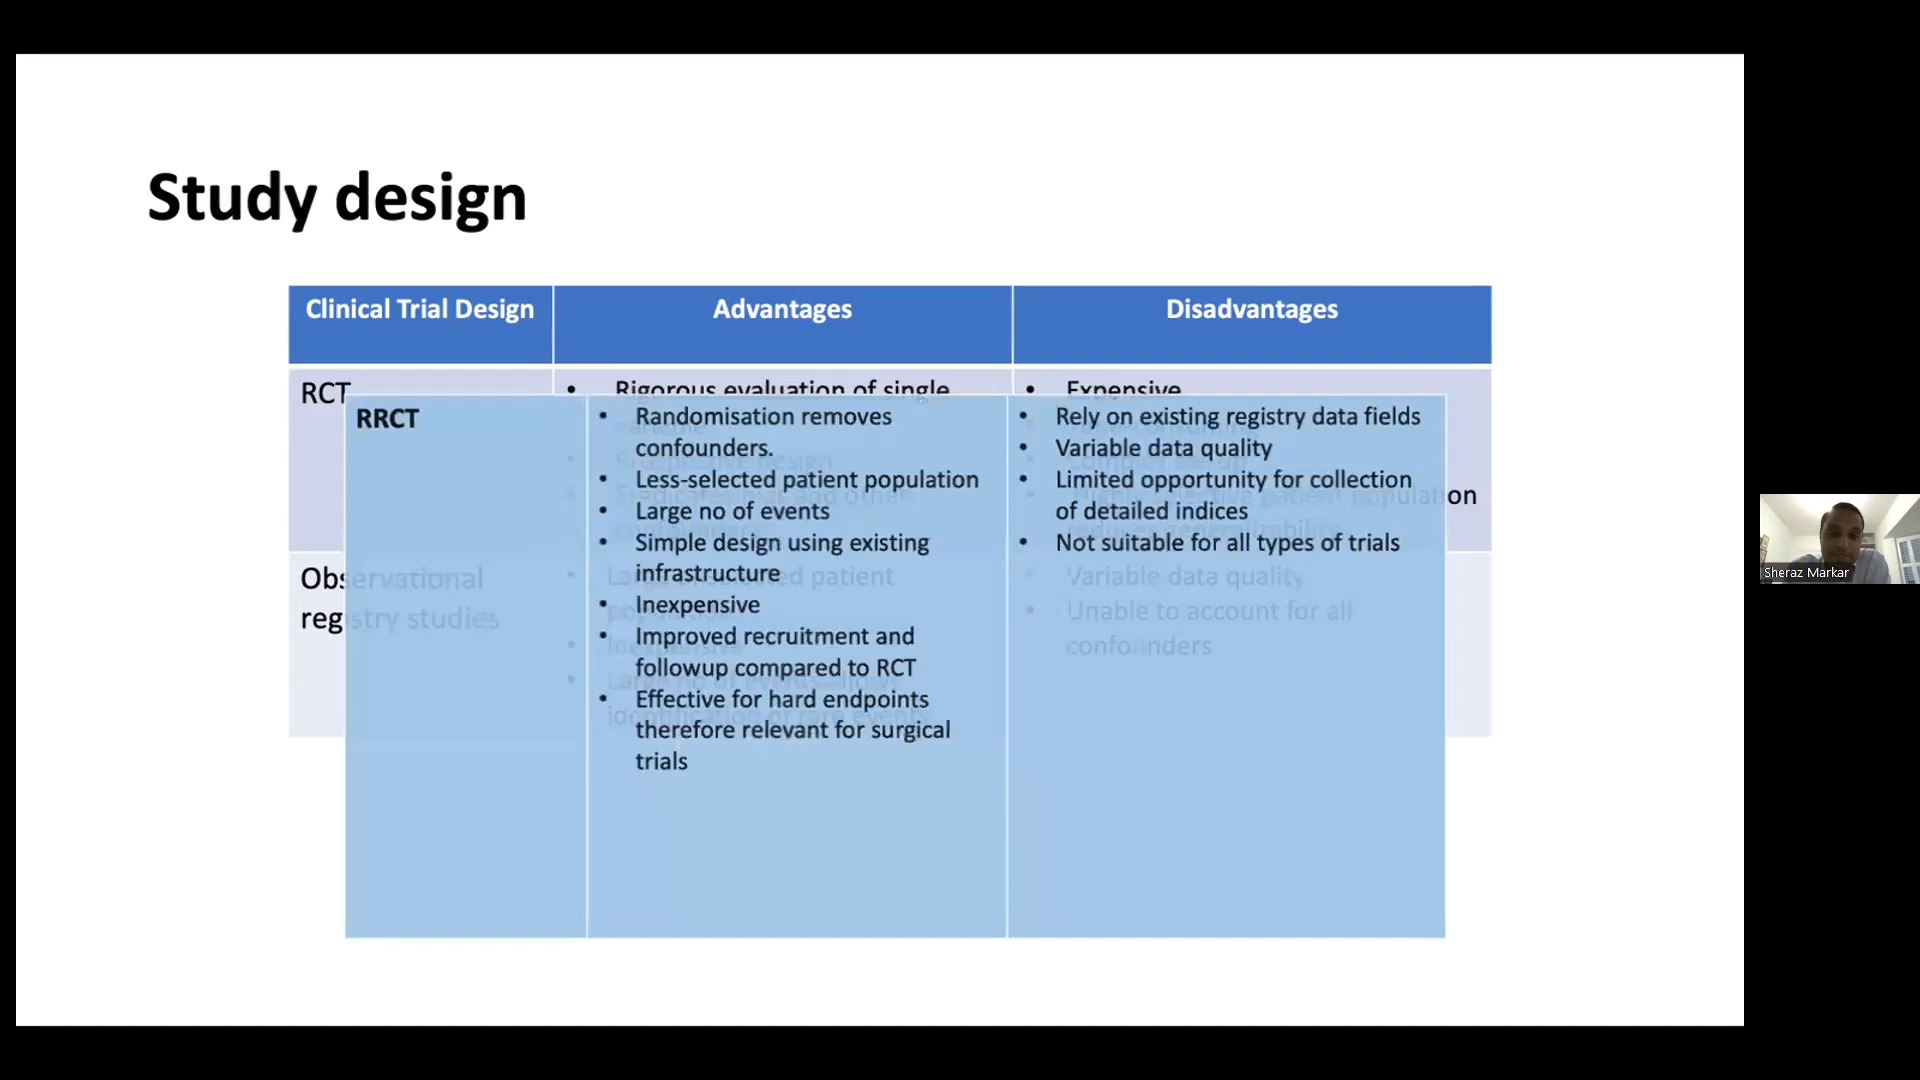 Study design
Clinical Trial Design
Advantages
Disadvantages
RCT
• Rigorous evaluation of single
• Expensive
RRCT
• Randomisation removes
confounders.
• Less-selected patient population
• Large no of events
• Simple design using existing
infrastructure
• Inexpensive
• Improved recruitment and
followup compared to RCT
• Effective for hard endpoints
therefore relevant for surgical
trials
• Rely on existing registry data fields
• Variable data quality
• Limited opportunity for collection
of detailed indices
• Not suitable for all types of trials
Observational
registry studies
• Variable data quality
• Unable to account for all
confounders
Sheraz Markar